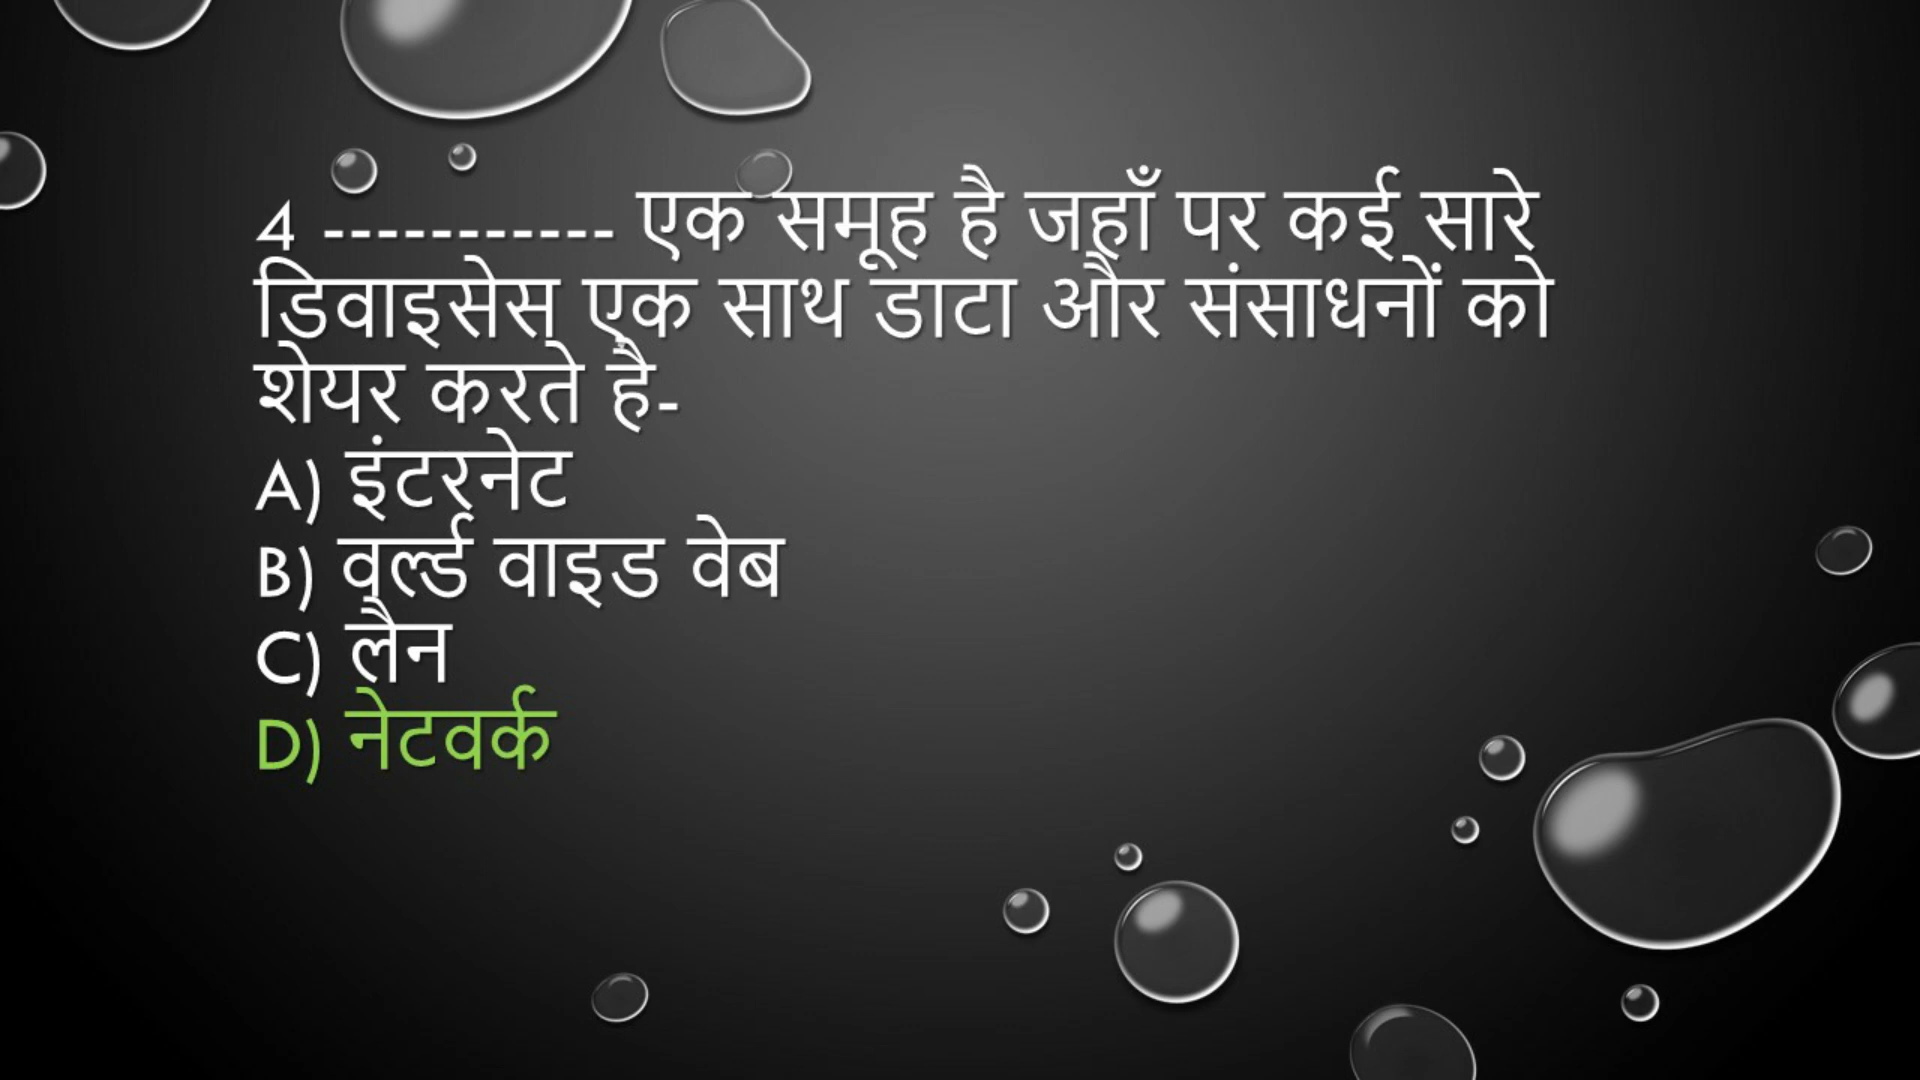 4 ----------- एक समूह है जहाँ पर कई सारे
डिवाइसेस एक साथ डाटा और संसाधनों को
शेयर करते है-
A) इंटरनेट
B) वर्ल्ड वाइड वेब
C) लैन
D) नेटवर्क